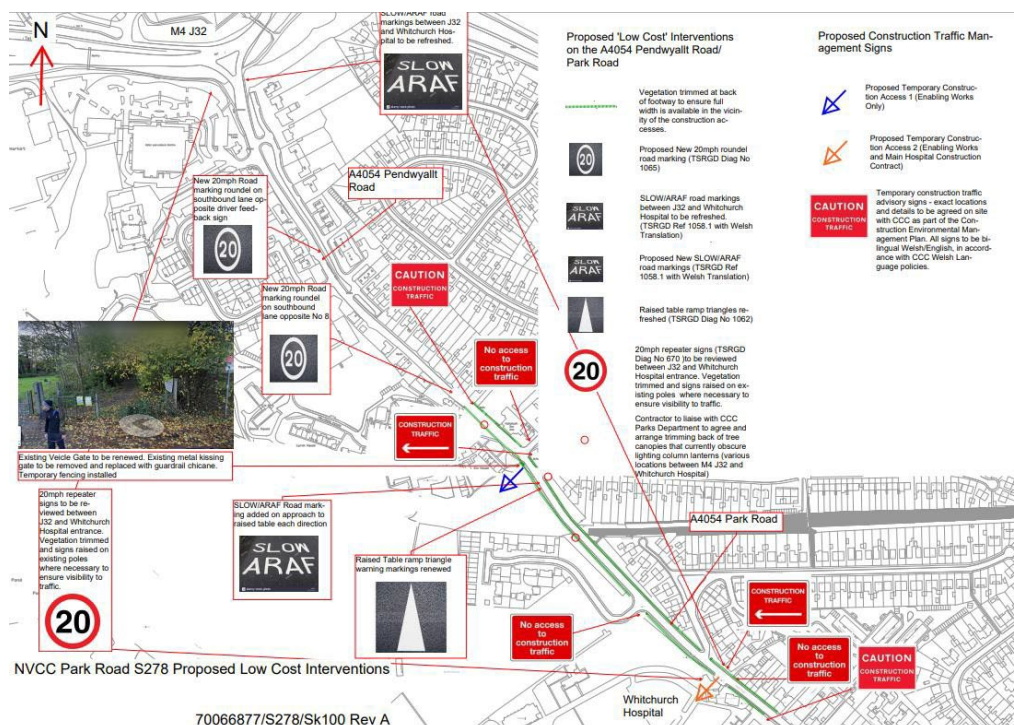 M4 J32
N
SLOW/ARAF road
markings between J32
and Whitchurch Hos-
pital to be refreshed.
SLOW
ARAF
New 20mph Road
marking roundel on
southbound lane op-
posite driver feed-
back sign
20
A4054 Pendwyallt
Road
New 20mph Road
marking roundel
on southbound
lane opposite No 8
20
CAUTION
CONSTRUCTION
TRAFFIC
No access
to
construction
traffic
CONSTRUCTION
TRAFFIC
Existing Veicle Gate to be renewed. Existing metal kissing
gate to be removed and replaced with guardrail chicane.
Temporary fencing installed
20mph repeater
signs to be re-
viewed between
J32 and Whitchurch
Hospital entrance.
Vegetation trimmed
and signs raised on
existing poles
where necessary to
ensure visibility to
traffic.
20
SLOW/ARAF Road mark-
ing added on approach to
raised table each direction
SLOW
ARAF
Raised Table ramp triangle
warning markings renewed
A4054 Park Road
No access
to
construction
traffic
CONSTRUCTION
TRAFFIC
No access
to
construction
traffic
CAUTION
CONSTRUCTION
TRAFFIC
Whitchurch
Hospital
NVCC Park Road S278 Proposed Low Cost Interventions
70066877/S278/Sk100 Rev A
Proposed 'Low Cost' Interventions
on the A4054 Pendwyallt Road/
Park Road
Vegetation trimmed at back
of footway to ensure full
width is available in the vicin-
ity of the construction ac-
cesses.
20
Proposed New 20mph roundel
road marking (TSRGD Diag No
1065)
SLOW
ARAF
SLOW/ARAF road markings
between J32 and Whitchurch
Hospital to be refreshed.
(TSRGD Ref 1058.1 with Welsh
Translation)
SLOW
ARAF
Proposed New SLOW/ARAF
road markings (TSRGD Ref
1058.1 with Welsh Translation)
Raised table ramp triangles re-
freshed (TSRGD Diag No 1062)
20
20mph repeater signs (TSRGD
Diag No 670 )to be reviewed
between J32 and Whitchurch
Hospital entrance. Vegetation
trimmed and signs raised on ex-
isting poles where necessary to
ensure visibility to traffic.
Contractor to liaise with CCC
Parks Department to agree and
arrange trimming back of tree
canopies that currently obscure
lighting column lanterns (various
locations between M4 J32 and
Whitchurch Hospital)
Proposed Construction Traffic Man-
agement Signs
Proposed Temporary Construc-
tion Access 1 (Enabling Works
Only)
Proposed Temporary Construc-
tion Access 2 (Enabling Works
and Main Hospital Construction
Contract)
CAUTION
CONSTRUCTION
TRAFFIC
Temporary construction traffic
advisory signs - exact locations
and details to be agreed on site
with CCC as part of the Con-
struction Environmental Man-
agement Plan. All signs to be bi-
lingual Welsh/English, in accor-
dance with CCC Welsh Lan-
guage policies.